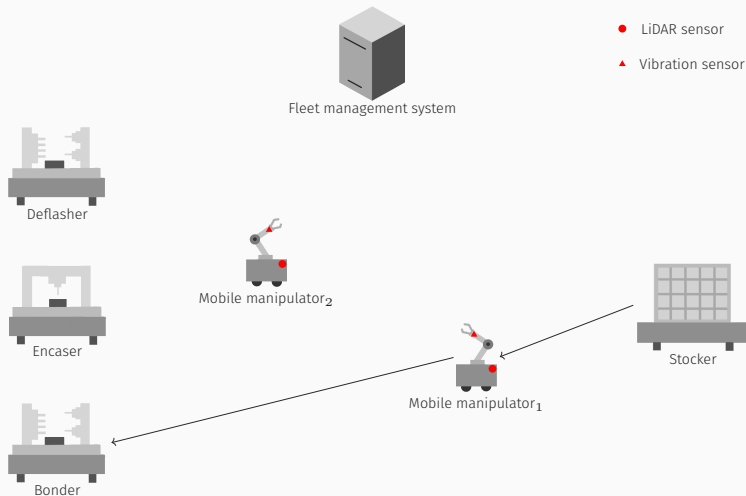 LiDAR sensor
Vibration sensor
Fleet management system
Deflasher
Mobile manipulator₂
Encaser
Stocker
Mobile manipulator₁
Bonder